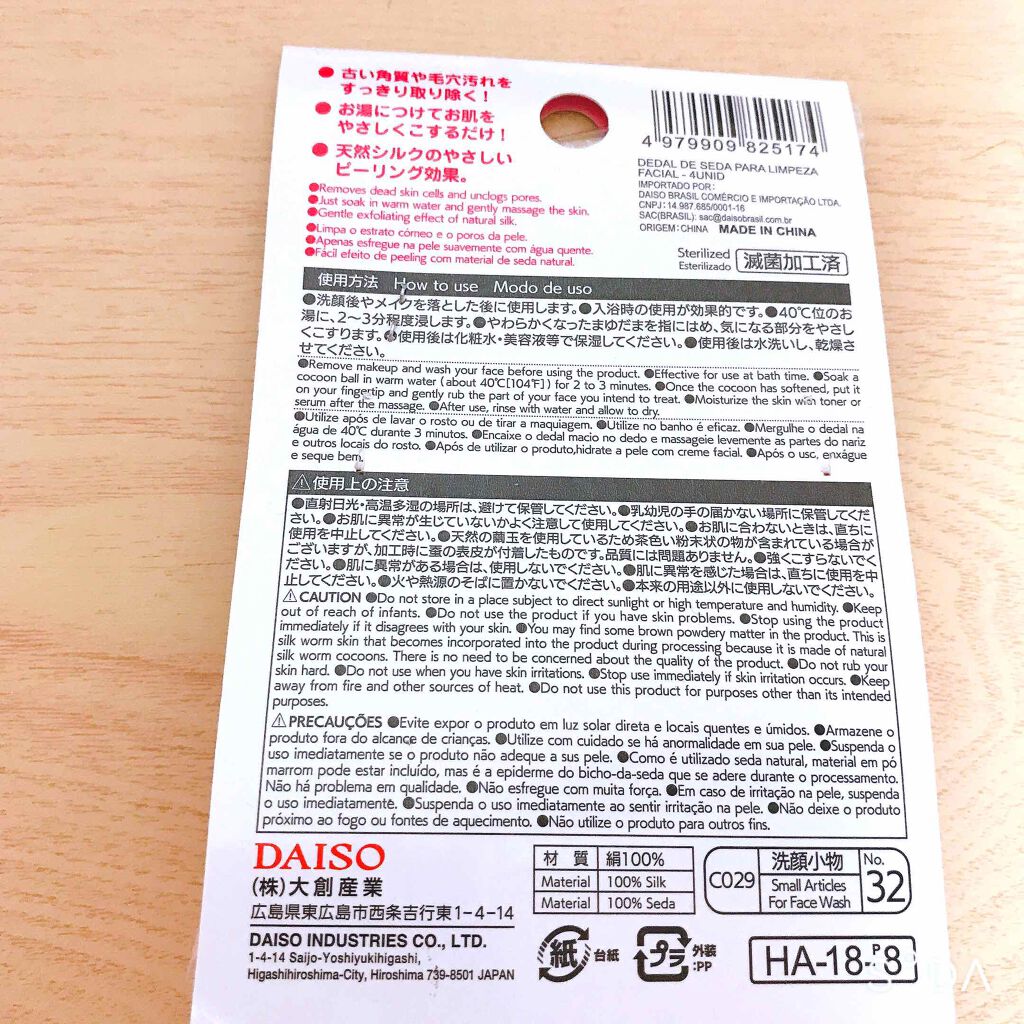 ● 古い角質や毛穴汚れを
すっきり取り除く！
● お湯につけてお肌を
やさしくこするだけ！
● 天然シルクのやさしい
ピーリング効果。
●Removes dead skin cells and unclogs pores.
●Just soak in warm water and gently massage the skin.
●Gentle exfoliating effect of natural silk.
●Limpa o estrato córneo e o poros da pele.
●Apenas esfregue na pele suavemente com água quente.
●Fácil efeito de peeling com material de seda natural.
4 979909 825174
DEDAL DE SEDA PARA LIMPEZA
FACIAL - 4UNID
IMPORTADO POR:
DAISO BRASIL COMÉRCIO E IMPORTAÇÃO LTDA.
CNPJ:14.987.685/0001-16
SAC(BRASIL): sac@daisobrasil.com.br
ORIGEM:CHINA MADE IN CHINA
Sterilized
Esterilizado
滅菌加工済
使用方法 How to use Modo de uso
●洗顔後やメイクを落とした後に使用します。●入浴時の使用が効果的です。●40℃位のお
湯に、2～3分程度浸します。●やわらかくなったまゆだまを指にはめ、気になる部分をやさし
くこすります。●使用後は化粧水・美容液等で保湿してください。●使用後は水洗いし、乾燥さ
せてください。
●Remove makeup and wash your face before using the product. ●Effective for use at bath time. ●Soak a
cocoon ball in warm water (about 40℃[104℉]) for 2 to 3 minutes. ●Once the cocoon has softened, put it
on your fingertip and gently rub the part of your face you intend to treat. ●Moisturize the skin with toner or
serum after the massage. ●After use, rinse with water and allow to dry.
●Utilize após de lavar o rosto ou de tirar a maquiagem. ●Utilize no banho é eficaz. ●Mergulhe o dedal na
água de 40℃ durante 3 minutos. ●Encaixe o dedal macio no dedo e massageie levemente as partes do nariz
e outros locais do rosto. ●Após de utilizar o produto,hidrate a pele com creme facial. ●Após o uso, enxágue
e seque bem.
⚠使用上の注意
●直射日光・高温多湿の場所は、避けて保管してください。●乳幼児の手の届かない場所に保管してくだ
さい。●お肌に異常が生じていないかよく注意して使用してください。●お肌に合わないときは、直ちに
使用を中止してください。●天然の繭玉を使用しているため茶色い粉末状の物が含まれている場合が
ございますが、加工時に蚕の表皮が付着したものです。品質には問題ありません。●強くこすらないでく
ださい。●肌に異常がある場合は、使用しないでください。●肌に異常を感じた場合は、直ちに使用を中
止してください。●火や熱源のそばに置かないでください。●本来の用途以外に使用しないでください。
⚠CAUTION ●Do not store in a place subject to direct sunlight or high temperature and humidity. ●Keep
out of reach of infants. ●Do not use the product if you have skin problems. ●Stop using the product
immediately if it disagrees with your skin. ●You may find some brown powdery matter in the product. This is
silk worm skin that becomes incorporated into the product during processing because it is made of natural
silk worm cocoons. There is no need to be concerned about the quality of the product. ●Do not rub your
skin hard. ●Do not use when you have skin irritations. ●Stop use immediately if skin irritation occurs. ●Keep
away from fire and other sources of heat. ●Do not use this product for purposes other than its intended
purposes.
⚠PRECAUÇÕES ●Evite expor o produto em luz solar direta e locais quentes e úmidos. ●Armazene o
produto fora do alcance de crianças. ●Utilize com cuidado se há anormalidade em sua pele. ●Suspenda o
uso imediatamente se o produto não adeque a sus pele. ●Como é utilizado seda natural, material em pó
marrom pode estar incluído, mas é a epiderme do bicho-da-seda que se adere durante o processamento.
Não há problema em qualidade. ●Não esfregue com muita força. ●Em caso de irritação na pele, suspenda
o uso imediatamente. ●Suspenda o uso imediatamente ao sentir irritação na pele. ●Não deixe o produto
próximo ao fogo ou fontes de aquecimento. ●Não utilize o produto para outros fins.
DAISO
(株)大創産業
広島県東広島市西条吉行東1-4-14
DAISO INDUSTRIES CO., LTD.
1-4-14 Saijo-Yoshiyukihigashi,
Higashihiroshima-City, Hiroshima 739-8501 JAPAN
材 質 絹100%
Material 100% Silk
Material 100% Seda
C029 洗顔小物 No. 32
Small Articles
For Face Wash
紙 台紙
プラ 外装
:PP
HA-18-P8